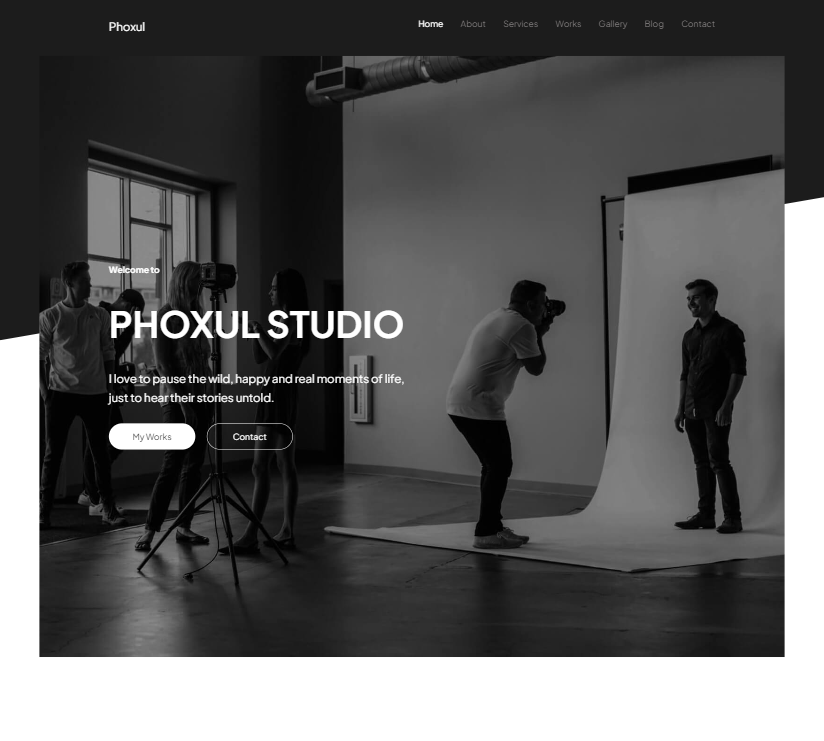 Phoxul
Home About Services Works Gallery Blog Contact
Welcome to
PHOXUL STUDIO
I love to pause the wild, happy and real moments of life,
just to hear their stories untold.
My Works Contact